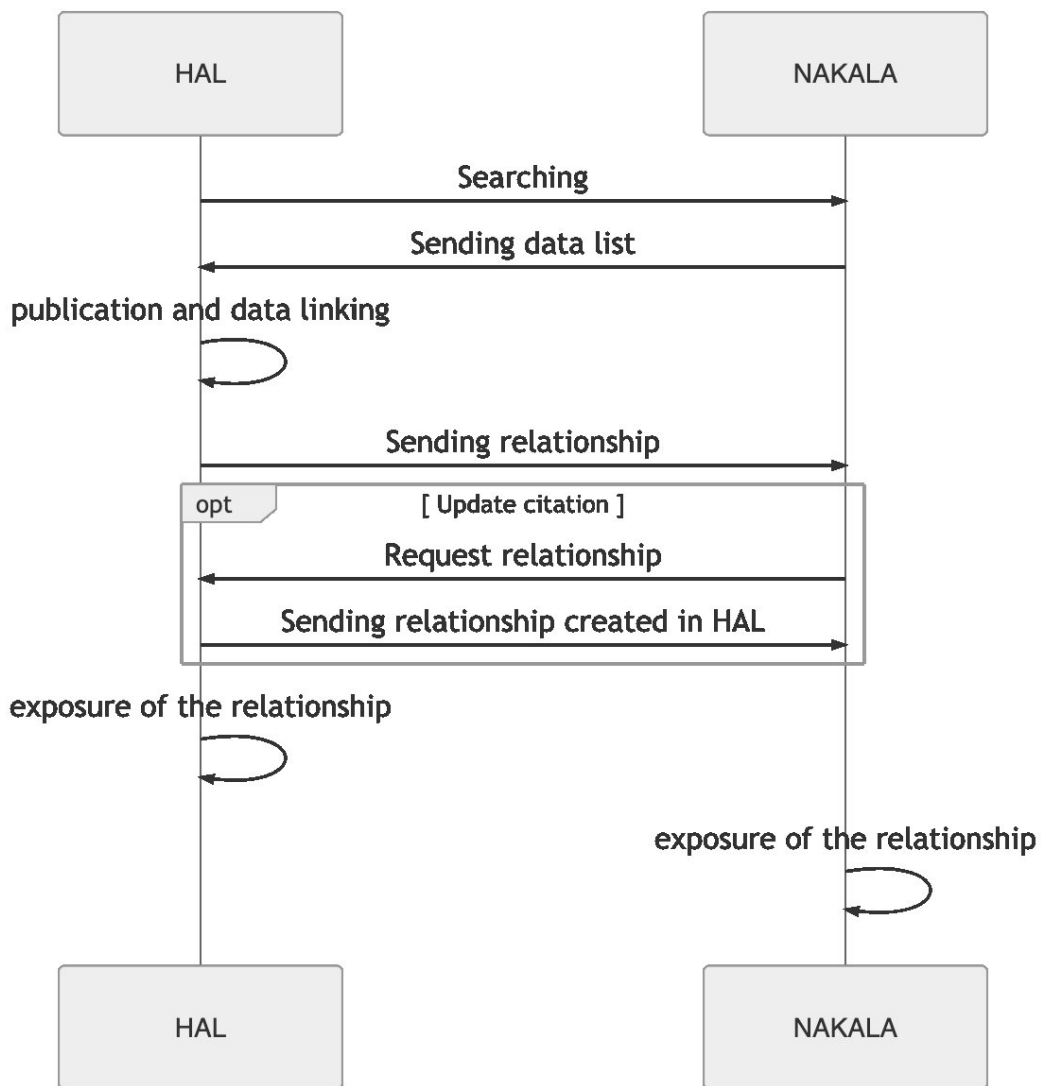 HAL
NAKALA
Searching
Sending data list
publication and data linking
Sending relationship
opt
[ Update citation ]
Request relationship
Sending relationship created in HAL
exposure of the relationship
exposure of the relationship
HAL
NAKALA